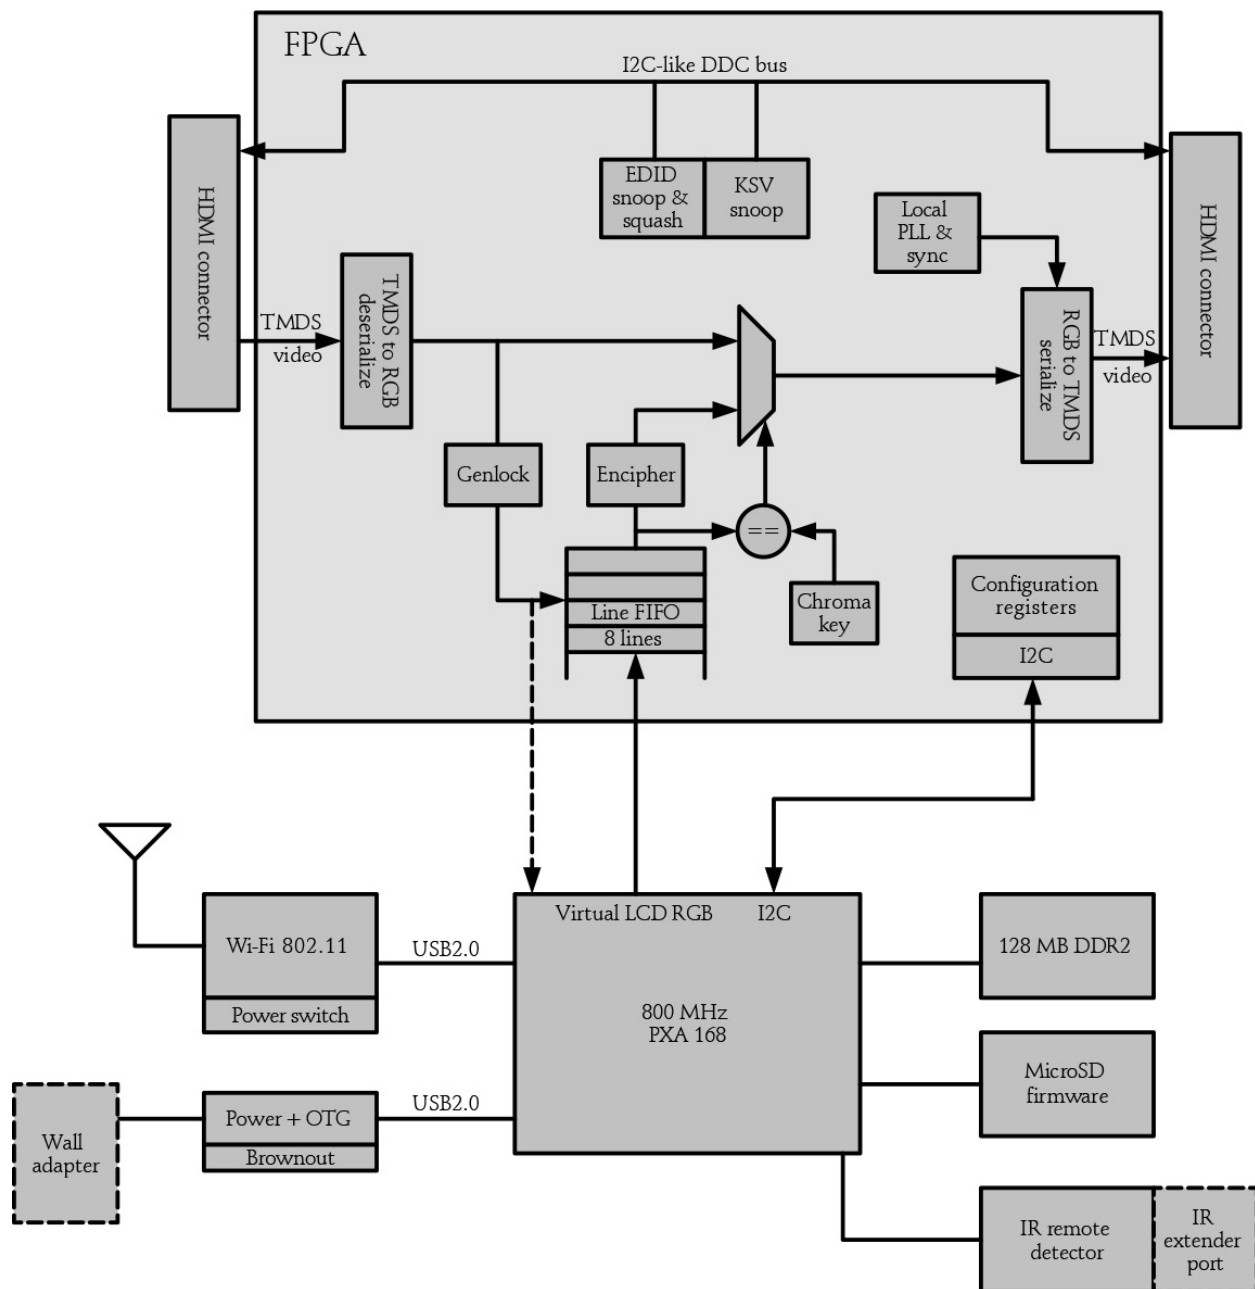 FPGA
I2C-like DDC bus
HDMI connector
EDID
snoop &
squash
KSV
snoop
Local
PLL &
sync
HDMI connector
TMDS
video
TMDS to RGB
deserialize
RGB to TMDS
serialize
TMDS
video
Genlock
Encipher
==
Line FIFO
8 lines
Chroma
key
Configuration
registers
I2C
Virtual LCD RGB
I2C
Wi-Fi 802.11
Power switch
USB2.0
800 MHz
PXA 168
128 MB DDR2
MicroSD
firmware
Wall
adapter
Power + OTG
Brownout
USB2.0
IR remote
detector
IR
extender
port